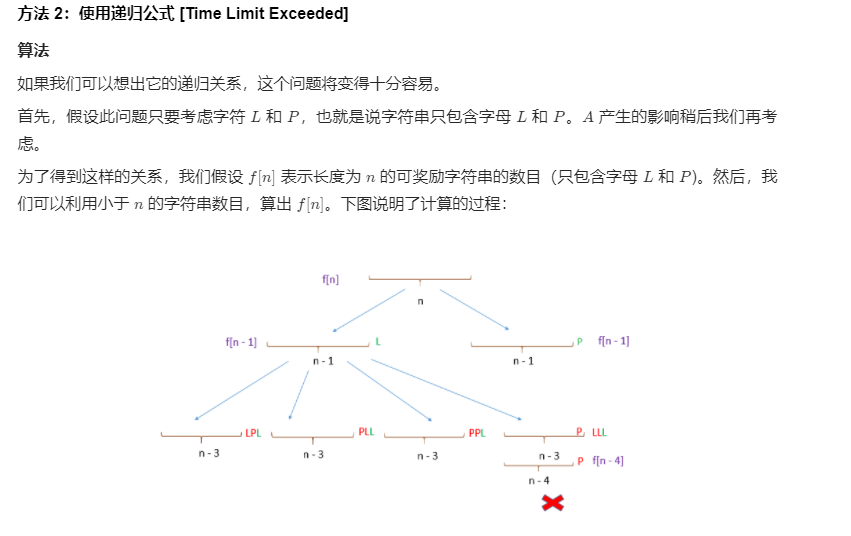 方法 2：使用递归公式 [Time Limit Exceeded]
算法
如果我们可以想出它的递归关系，这个问题将变得十分容易。
首先，假设此问题只要考虑字符 L 和 P，也就是说字符串只包含字母 L 和 P。A 产生的影响稍后我们再考
虑。
为了得到这样的关系，我们假设 f[n] 表示长度为 n 的可奖励字符串的数目（只包含字母 L 和 P)。然后，我
们可以利用小于 n 的字符串数目，算出 f[n]。下图说明了计算的过程：
f[n]
n
f[n - 1] L P f[n - 1]
n - 1 n - 1
LPL PLL PPL P LLL
n - 3 n - 3 n - 3 n - 3
P f[n - 4]
n - 4